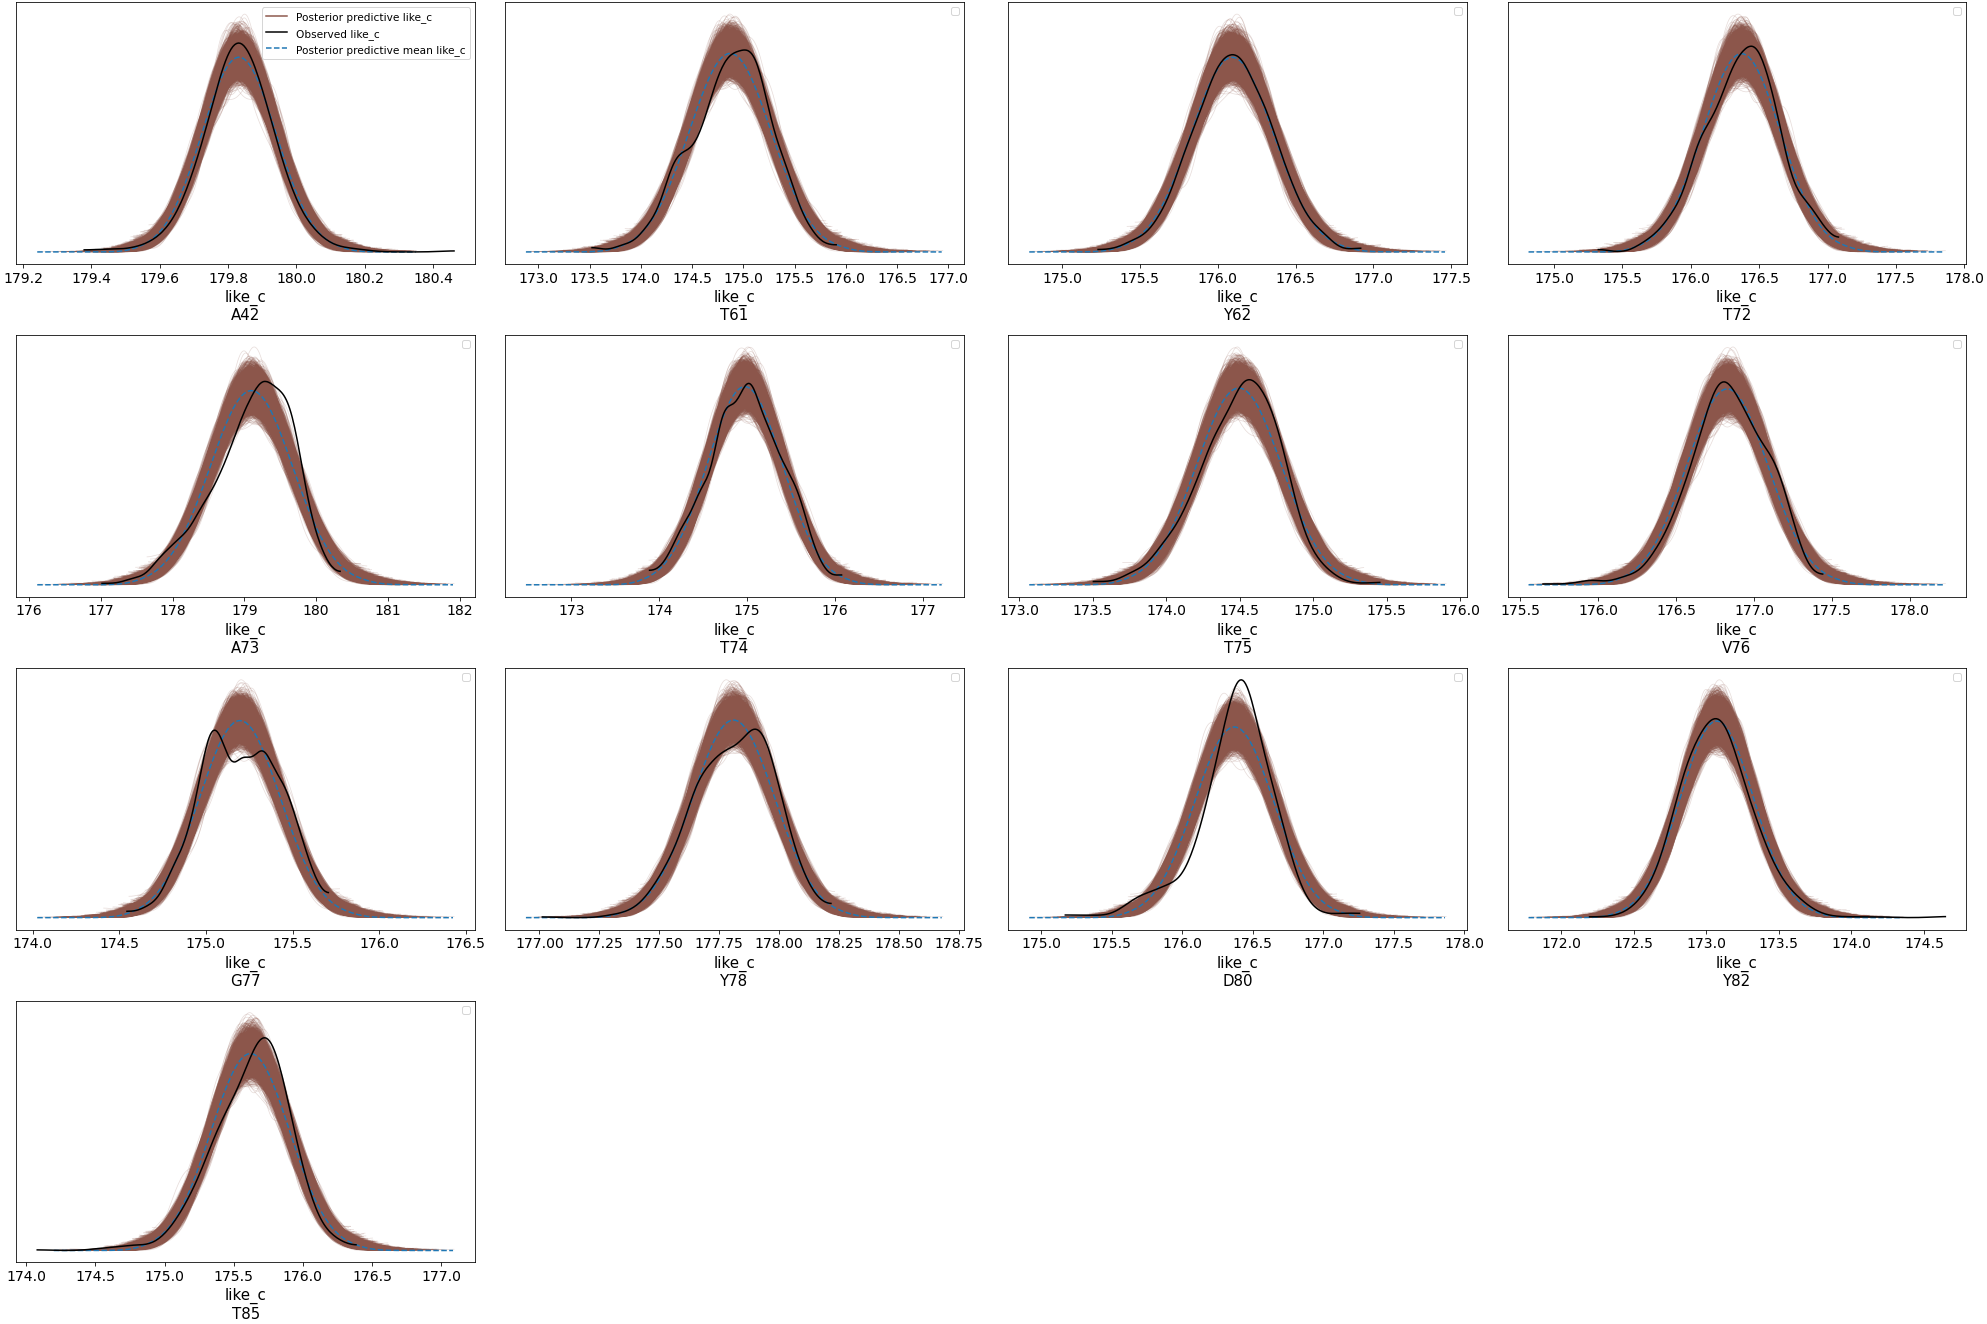 Posterior predictive like_c
Observed like_c
Posterior predictive mean like_c
179.2 179.4 179.6 179.8 180.0 180.2 180.4
like_c
A42
173.0 173.5 174.0 174.5 175.0 175.5 176.0 176.5 177.0
like_c
T61
175.0 175.5 176.0 176.5 177.0 177.5
like_c
Y62
175.0 175.5 176.0 176.5 177.0 177.5 178.0
like_c
T72
176 177 178 179 180 181 182
like_c
A73
173 174 175 176 177
like_c
T74
173.0 173.5 174.0 174.5 175.0 175.5 176.0
like_c
T75
175.5 176.0 176.5 177.0 177.5 178.0
like_c
V76
174.0 174.5 175.0 175.5 176.0 176.5
like_c
G77
177.00 177.25 177.50 177.75 178.00 178.25 178.50 178.75
like_c
Y78
175.0 175.5 176.0 176.5 177.0 177.5 178.0
like_c
D80
172.0 172.5 173.0 173.5 174.0 174.5
like_c
Y82
174.0 174.5 175.0 175.5 176.0 176.5 177.0
like_c
T85